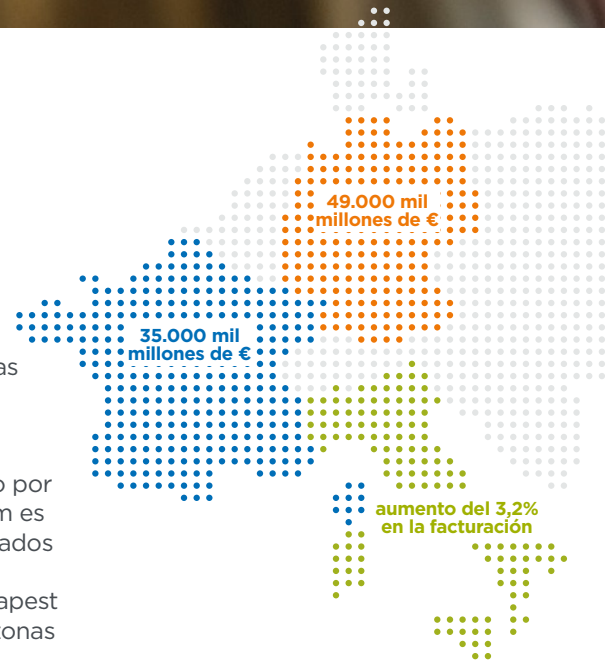 49.000 mil
millones de €
35.000 mil
millones de €
as
o por
m es
ados
aumento del 3,2%
en la facturación
apest
zonas